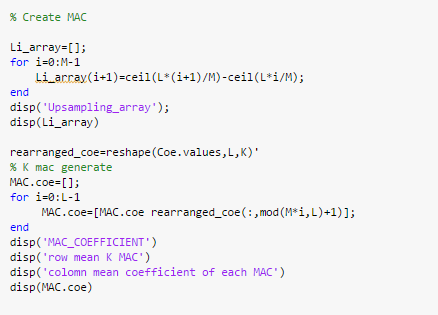 % Create MAC
Li_array=[];
for i=0:M-1
Li_array(i+1)=ceil(L*(i+1)/M)-ceil(L*i/M);
end
disp('Upsampling_array');
disp(Li_array)
rearranged_coe=reshape(Coe.values,L,K)'
% K mac generate
MAC.coe=[];
for i=0:L-1
MAC.coe=[MAC.coe rearranged_coe(:,mod(M*i,L)+1)];
end
disp('MAC_COEFFICIENT')
disp('row mean K MAC')
disp('colomn mean coefficient of each MAC')
disp(MAC.coe)